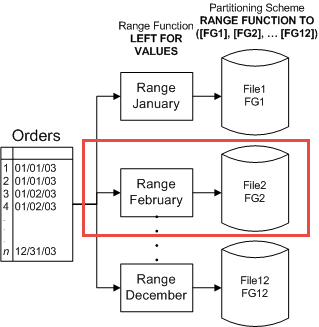 Range Function
LEFT FOR
VALUES
Partitioning Scheme
RANGE FUNCTION TO
([FG1], [FG2], … [FG12])
Orders
1 01/01/03
2 01/01/03
3 01/02/03
4 01/02/03
.
.
.
n 12/31/03
Range
January
File1
FG1
Range
February
File2
FG2
Range
December
File12
FG12